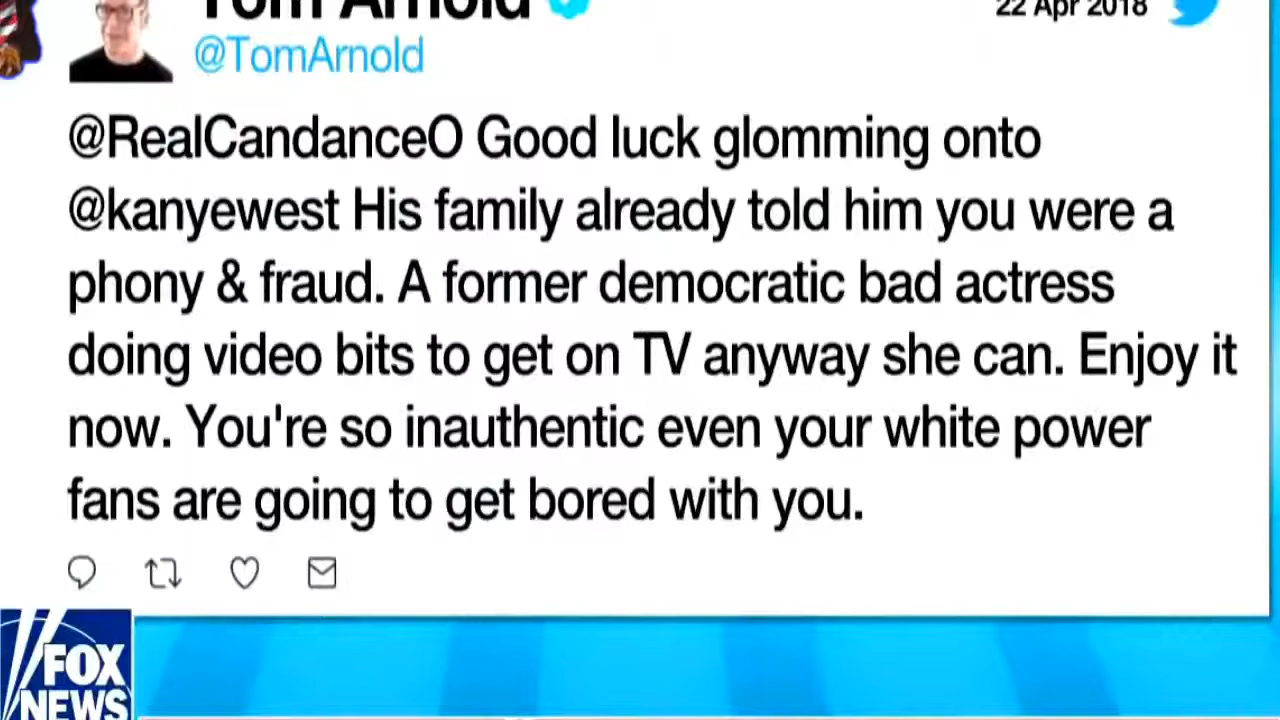 Tom Arnold
22 Apr 2018
@TomArnold
@RealCandanceO Good luck glomming onto
@kanyewest His family already told him you were a
phony & fraud. A former democratic bad actress
doing video bits to get on TV anyway she can. Enjoy it
now. You're so inauthentic even your white power
fans are going to get bored with you.
FOX
NEWS